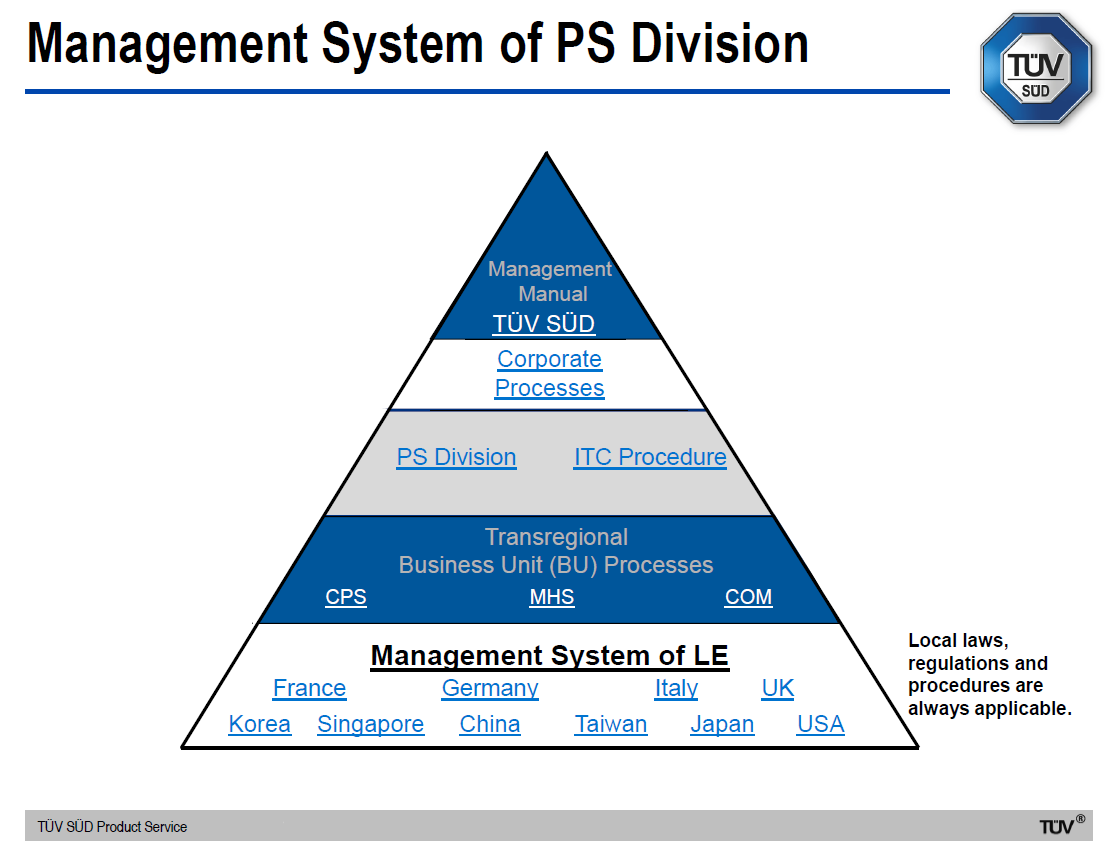 Management System of PS Division
TÜV
SÜD
Management
Manual
TÜV SÜD
Corporate
Processes
PS Division ITC Procedure
Transregional
Business Unit (BU) Processes
CPS MHS COM
Management System of LE
France Germany Italy UK
Korea Singapore China Taiwan Japan USA
Local laws,
regulations and
procedures are
always applicable.
TÜV SÜD Product Service
TÜV®